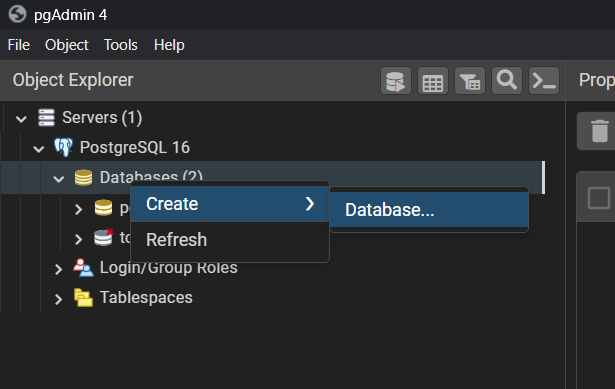 pgAdmin 4
File Object Tools Help
Object Explorer
Servers (1)
PostgreSQL 16
Databases (2)
Create
Database...
Refresh
Login/Group Roles
Tablespaces